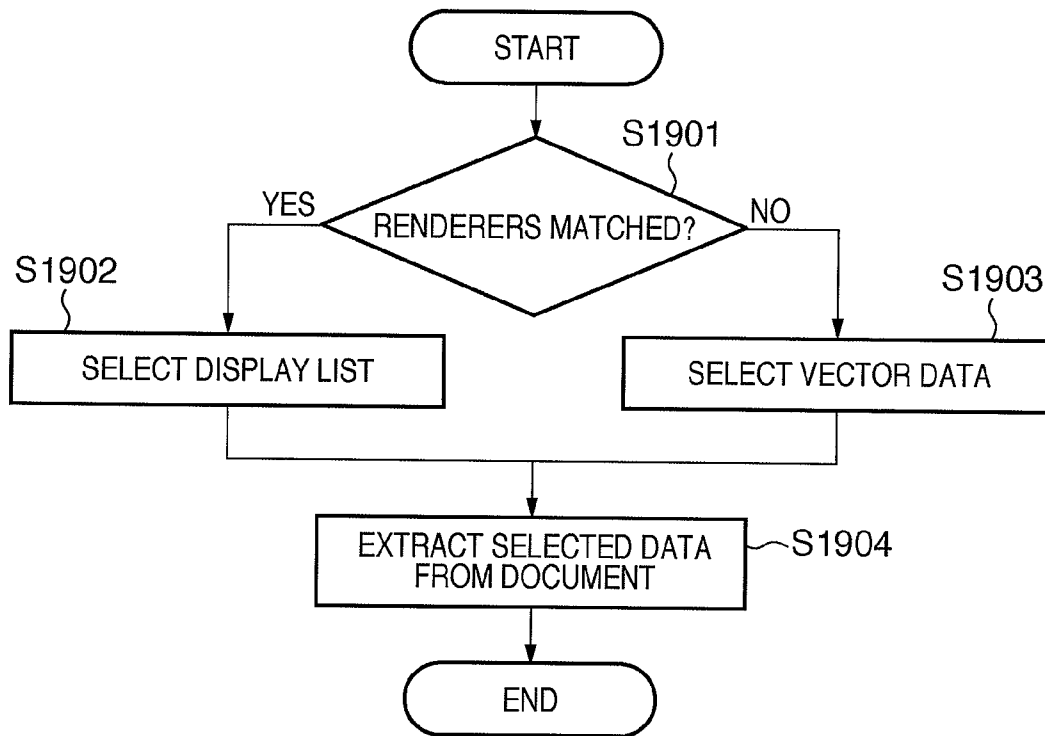 START
S1901
YES
RENDERERS MATCHED?
NO
S1902
S1903
SELECT DISPLAY LIST
SELECT VECTOR DATA
EXTRACT SELECTED DATA
FROM DOCUMENT
S1904
END